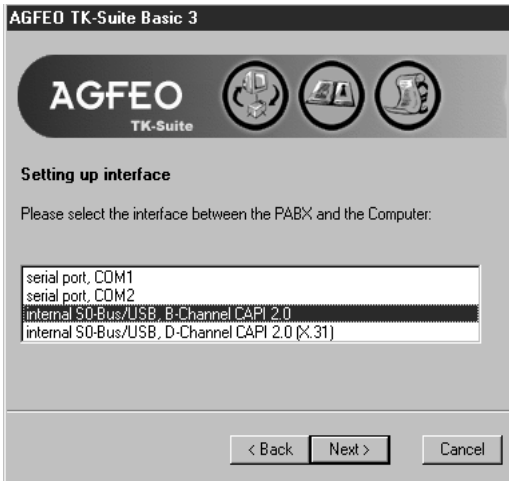 AGFEO TK-Suite Basic 3
AGFEO
TK-Suite
Setting up interface
Please select the interface between the PABX and the Computer:
serial port, COM1
serial port, COM2
internal S0-Bus/USB, B-Channel CAPI 2.0
internal S0-Bus/USB, D-Channel CAPI 2.0 (X.31)
< Back Next > Cancel